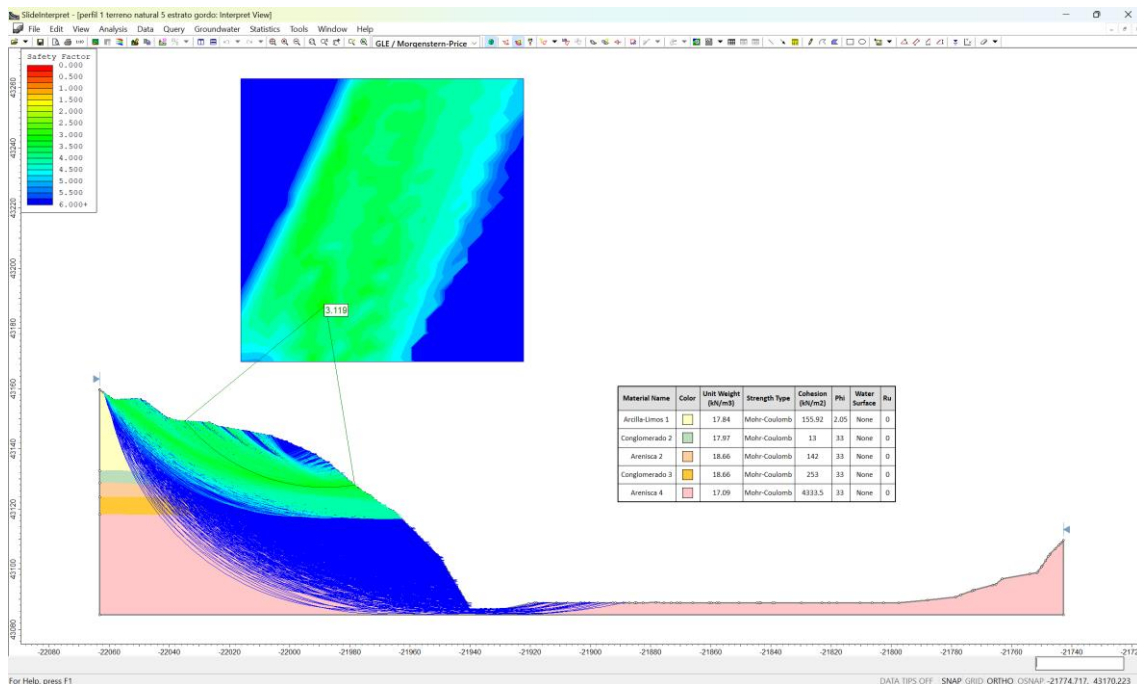 SlideInterpret - [perfil 1 terreno natural 5 estrato gordo: Interpret View]
File Edit View Analysis Data Query Groundwater Statistics Tools Window Help
GLE / Morgenstern-Price
Safety Factor
0.000
0.500
1.000
1.500
2.000
2.500
3.000
3.500
4.000
4.500
5.000
5.500
6.000+
3.119
Material Name Color Unit Weight (kN/m3) Strength Type Cohesion (kN/m2) Phi Water Surface Ru
Arcilla-Limos 1 17.84 Mohr-Coulomb 155.92 2.05 None 0
Conglomerado 2 17.97 Mohr-Coulomb 13 33 None 0
Arenisca 2 18.66 Mohr-Coulomb 142 33 None 0
Conglomerado 3 18.66 Mohr-Coulomb 253 33 None 0
Arenisca 4 17.09 Mohr-Coulomb 4333.5 33 None 0
43260
43240
43220
43200
43180
43160
43140
43120
43100
43080
-22080 -22060 -22040 -22020 -22000 -21980 -21960 -21940 -21920 -21900 -21880 -21860 -21840 -21820 -21800 -21780 -21760 -21740
For Help, press F1
DATA TIPS OFF SNAP GRID ORTHO OSNAP -21774.717, 43170.223